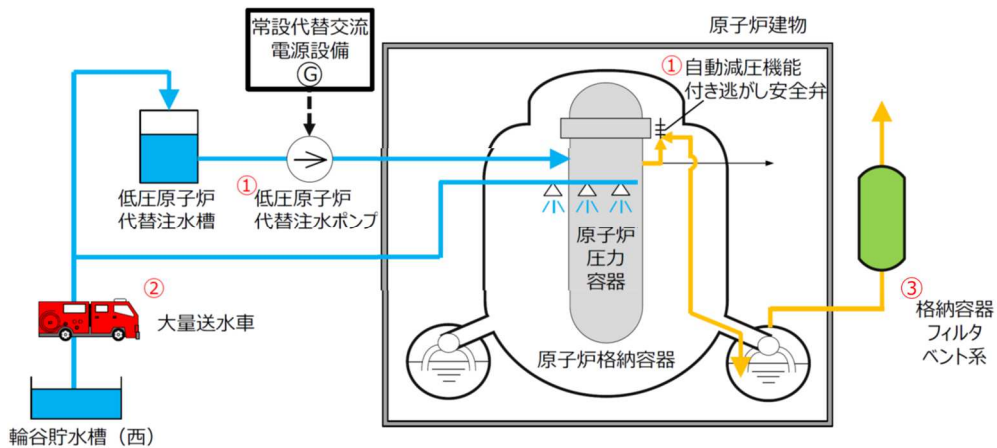 原子炉建物
常設代替交流
電源設備
G
①自動減圧機能
付き逃がし安全弁
低圧原子炉
代替注水槽
①低圧原子炉
代替注水ポンプ
原子炉
圧力
容器
②
大量送水車
③格納容器
フィルタ
ベント系
原子炉格納容器
輪谷貯水槽（西）